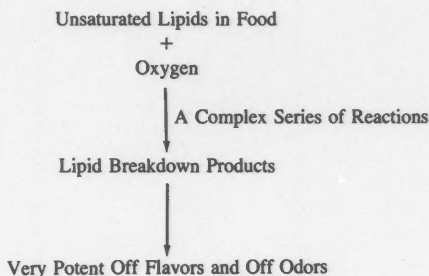 Unsaturated Lipids in Food
+
Oxygen
A Complex Series of Reactions
Lipid Breakdown Products
Very Potent Off Flavors and Off Odors